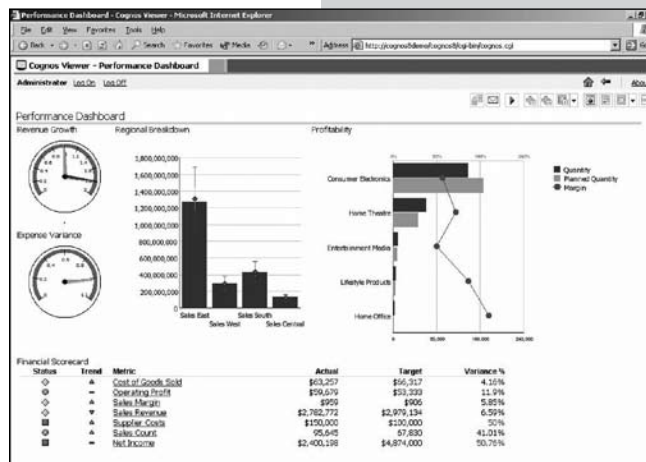 Performance Dashboard - Cognos Viewer - Microsoft Internet Explorer
File Edit View Favorites Tools Help
Back Search Favorites Media Address http://cognos8demo/cognos8/cgi-bin/cognos.cgi
Cognos Viewer - Performance Dashboard
Administrator Log On Log Off
Performance Dashboard
Revenue Growth Regional Breakdown Profitability
1,800,000,000
1,600,000,000
1,400,000,000
1,200,000,000
1,000,000,000
800,000,000
600,000,000
400,000,000
200,000,000
Sales East Sales South
Sales West Sales Central
Expense Variance
Consumer Electronics
Home Theatre
Entertainment Media
Lifestyle Products
Home Office
Quantity
Planned Quantity
Margin
Financial Scorecard
Status Trend Metric Actual Target Variance %
Cost of Goods Sold $63,257 $66,317 4.16%
Operating Profit $59,679 $53,333 11.9%
Sales Margin $959 $906 5.85%
Sales Revenue $2,782,772 $2,979,134 6.59%
Supplier Costs $150,000 $100,000 50%
Sales Count 95,645 67,830 41.01%
Net Income $2,400,198 $4,874,000 50.76%